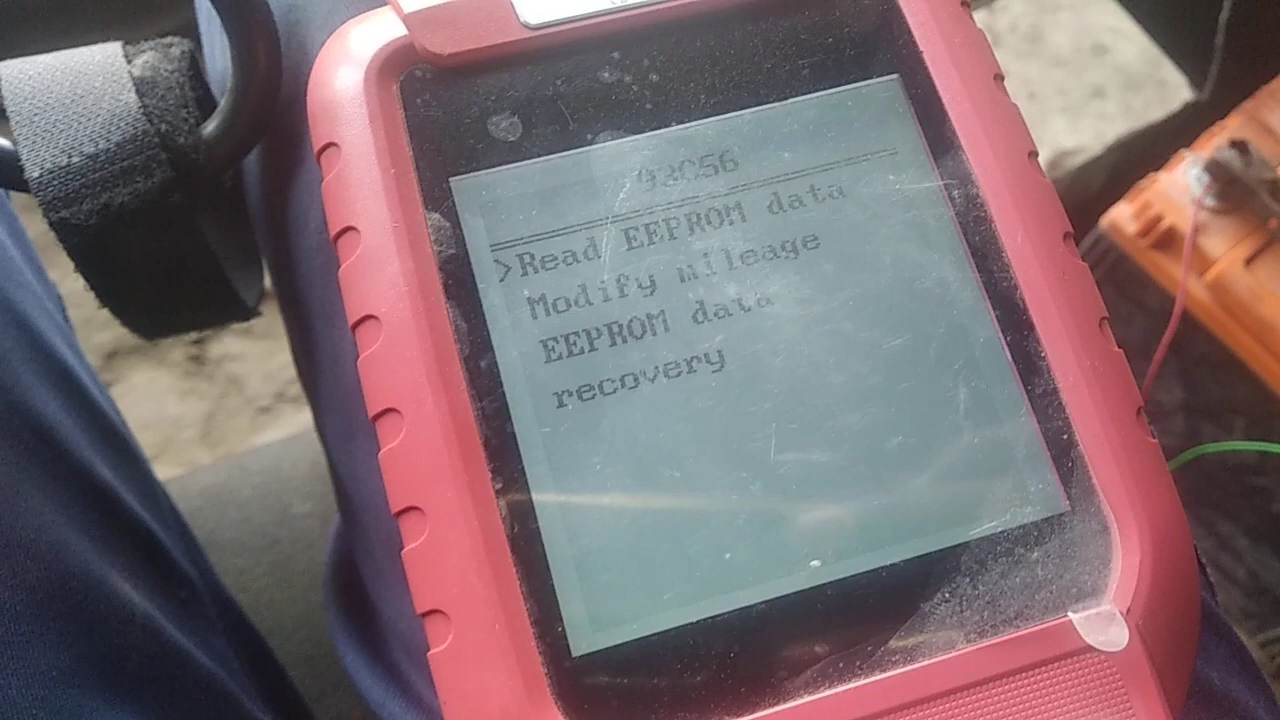 93C56
>Read EEPROM data
Modify mileage
EEPROM data
recovery